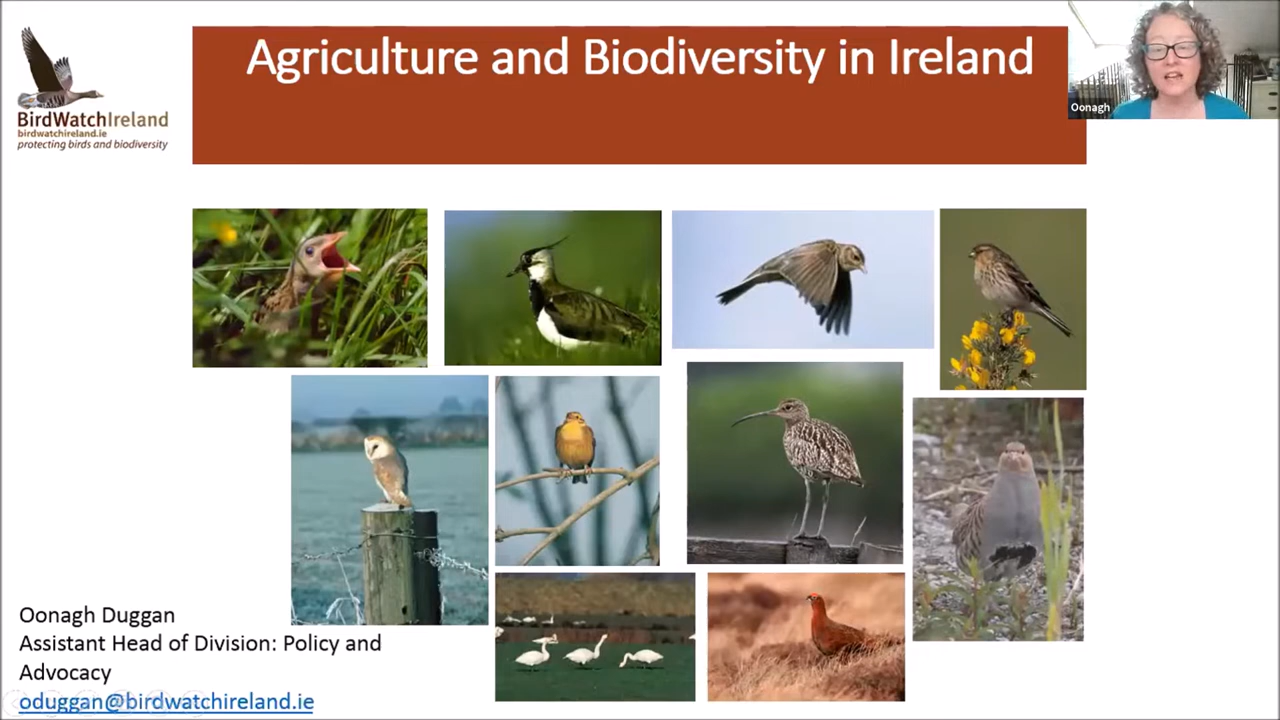 Agriculture and Biodiversity in Ireland
Oonagh
BirdWatchIreland
birdwatchireland.ie
protecting birds and biodiversity
Oonagh Duggan
Assistant Head of Division: Policy and
Advocacy
oduggan@birdwatchireland.ie